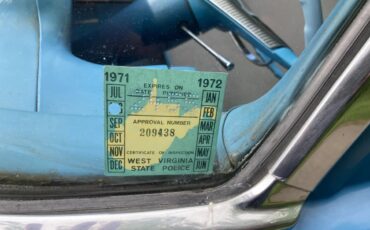 1971 1972
EXPIRES ON
JUL JAN
FEB
SEP APPROVAL NUMBER MAR
OCT 209438 APR
NOV CERTIFICATE OF INSPECTION MAY
DEC WEST VIRGINIA JUN
STATE POLICE